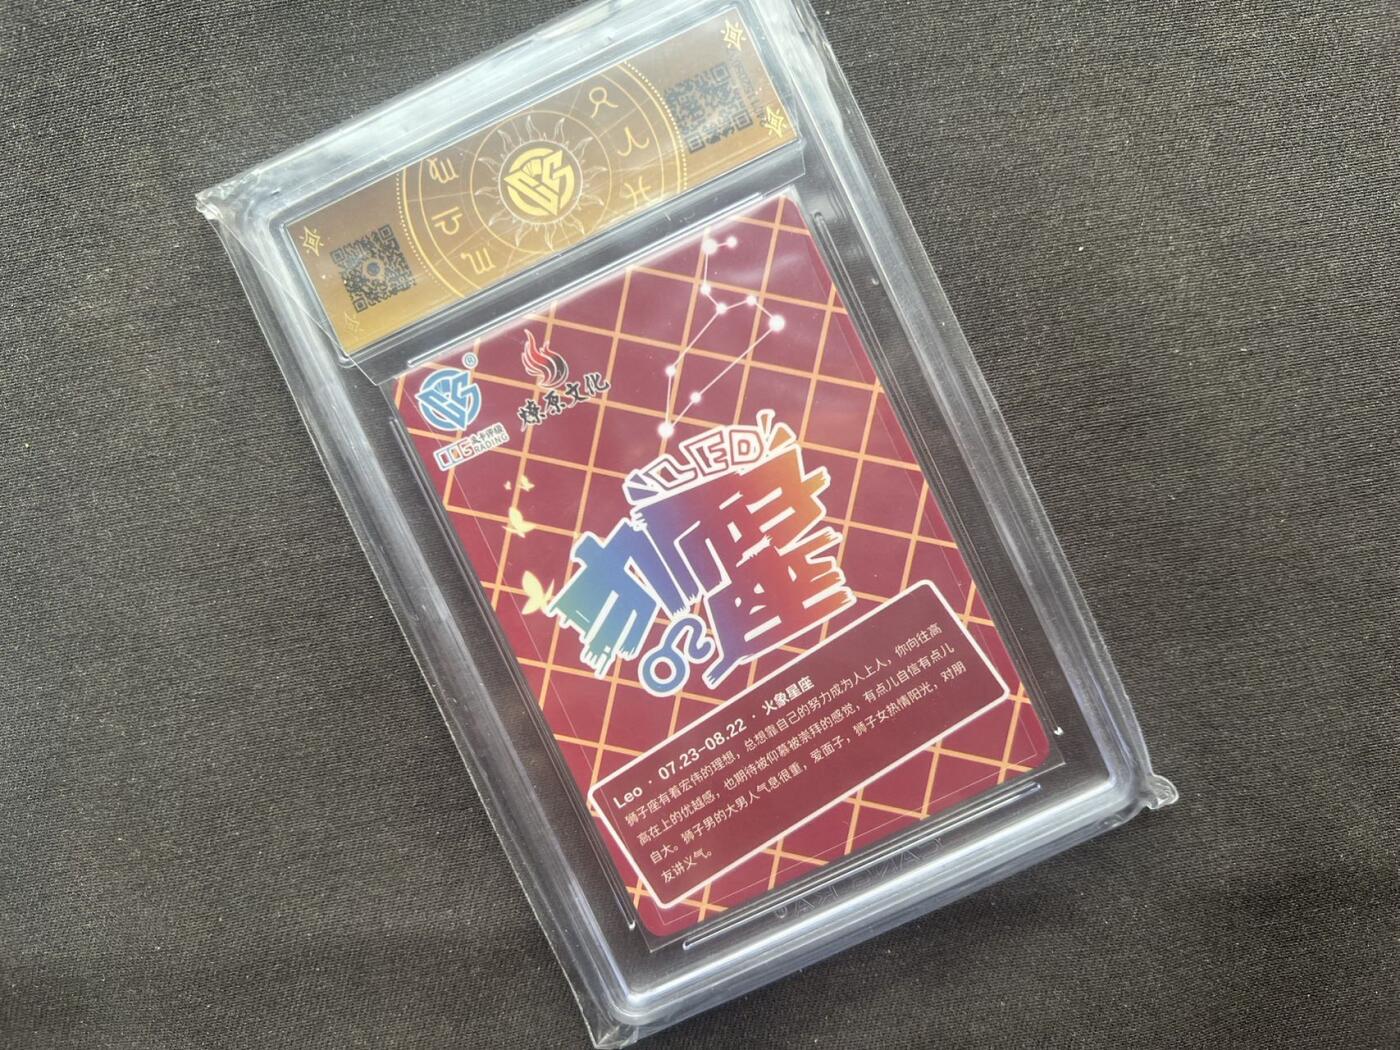 燎原文化
GRADING
LEO
狮子座
Leo · 07.23-08.22 · 火象星座
狮子座有着宏伟的理想，总想靠自己的努力成为人上人，你向往高
高在上的优越感，也期待被仰慕被崇拜的感觉，有点儿自信有点儿
自大。狮子男的大男人气息很重，爱面子，狮子女热情阳光，对朋
友讲义气。